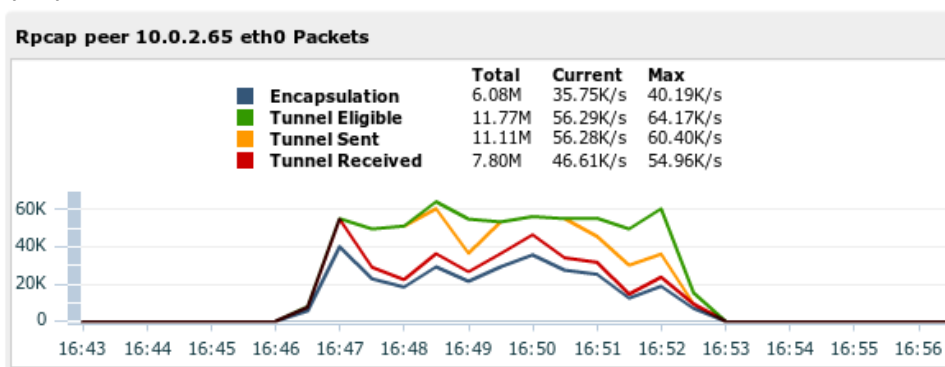 Rpcap peer 10.0.2.65 eth0 Packets
Total Current Max
Encapsulation 6.08M 35.75K/s 40.19K/s
Tunnel Eligible 11.77M 56.29K/s 64.17K/s
Tunnel Sent 11.11M 56.28K/s 60.40K/s
Tunnel Received 7.80M 46.61K/s 54.96K/s
60K
40K
20K
0
16:43 16:44 16:45 16:46 16:47 16:48 16:49 16:50 16:51 16:52 16:53 16:54 16:55 16:56